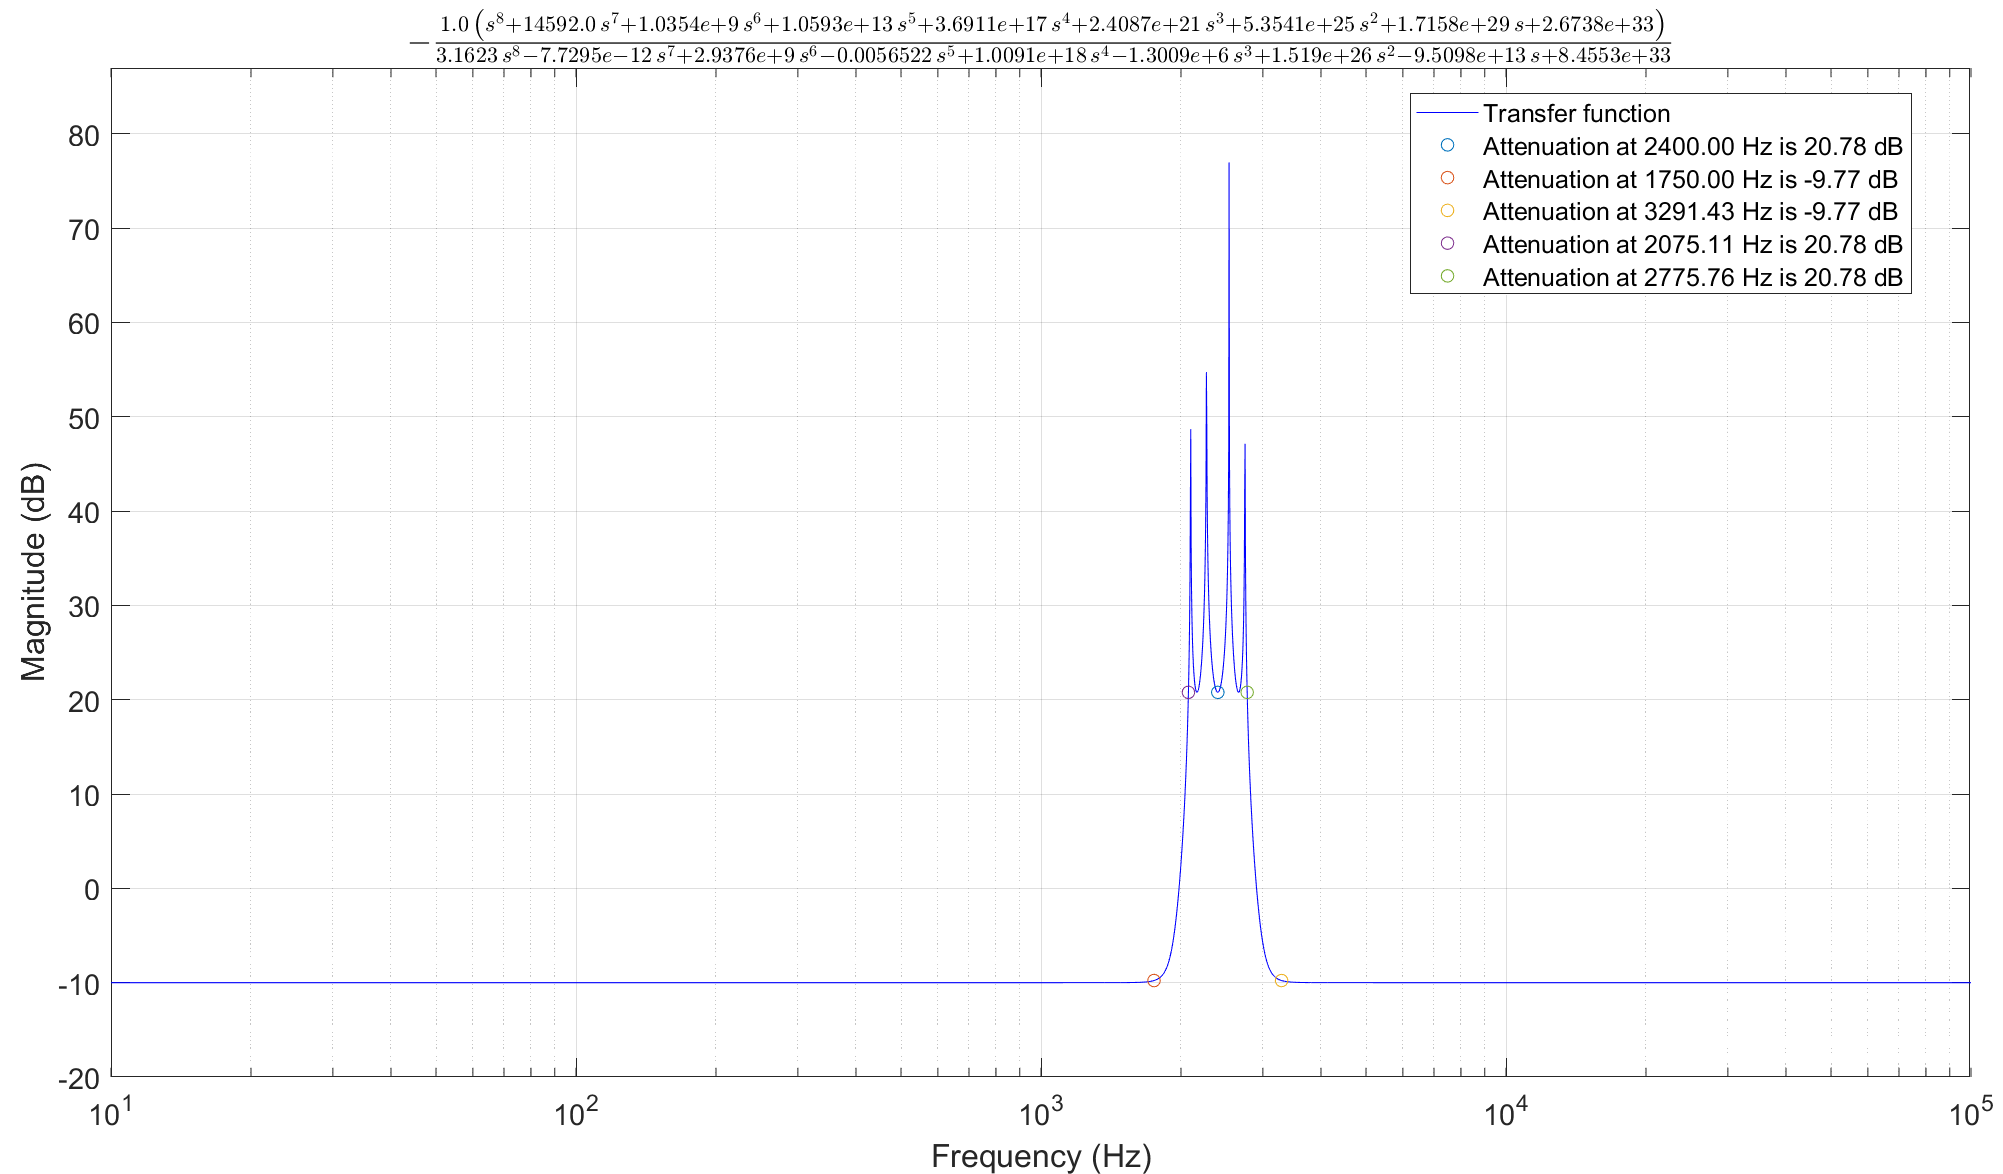 −1.0 (s^8+14592.0 s^7+1.0354e+9 s^6+1.0593e+13 s^5+3.6911e+17 s^4+2.4087e+21 s^3+5.3541e+25 s^2+1.7158e+29 s+2.6738e+33)
3.1623 s^8−7.7295e−12 s^7+2.9376e+9 s^6−0.0056522 s^5+1.0091e+18 s^4−1.3009e+6 s^3+1.519e+26 s^2−9.5098e+13 s+8.4553e+33
Transfer function
Attenuation at 2400.00 Hz is 20.78 dB
Attenuation at 1750.00 Hz is -9.77 dB
Attenuation at 3291.43 Hz is -9.77 dB
Attenuation at 2075.11 Hz is 20.78 dB
Attenuation at 2775.76 Hz is 20.78 dB
Magnitude (dB)
80
70
60
50
40
30
20
10
0
-10
-20
10^1 10^2 10^3 10^4 10^5
Frequency (Hz)